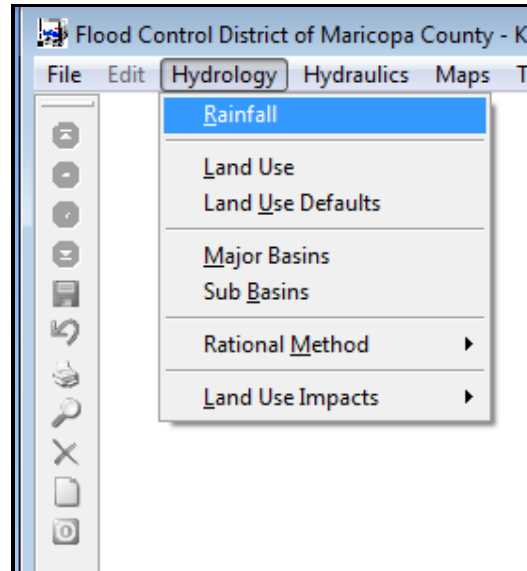 Flood Control District of Maricopa County - K
File Edit Hydrology Hydraulics Maps T
Rainfall
Land Use
Land Use Defaults
Major Basins
Sub Basins
Rational Method
Land Use Impacts